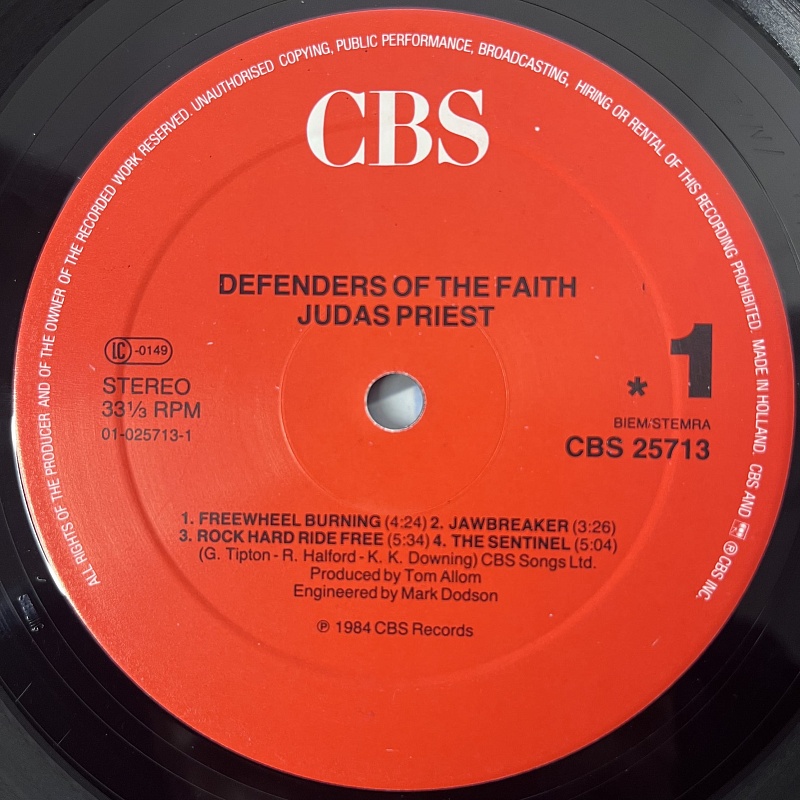 ALL RIGHTS OF THE PRODUCER AND OF THE OWNER OF THE RECORDED WORK RESERVED. UNAUTHORISED COPYING, PUBLIC PERFORMANCE, BROADCASTING, HIRING OR RENTAL OF THIS RECORDING PROHIBITED. MADE IN HOLLAND. CBS AND ℗ CBS INC.
CBS
DEFENDERS OF THE FAITH
JUDAS PRIEST
LC -0149
STEREO
33⅓ RPM
01-025713-1
* 1
BIEM/STEMRA
CBS 25713
1. FREEWHEEL BURNING (4:24) 2. JAWBREAKER (3:26)
3. ROCK HARD RIDE FREE (5:34) 4. THE SENTINEL (5:04)
(G. Tipton - R. Halford - K. K. Downing) CBS Songs Ltd.
Produced by Tom Allom
Engineered by Mark Dodson
℗ 1984 CBS Records